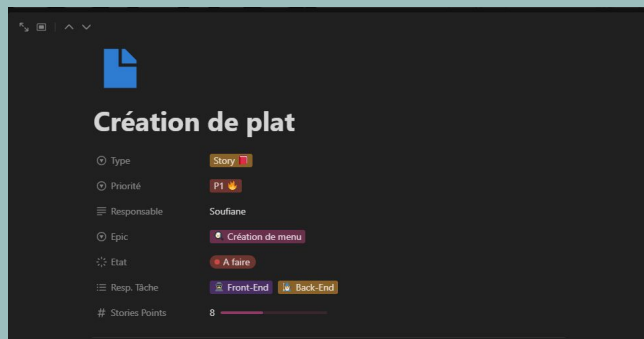 Création de plat
Type Story
Priorité P1
Responsable Soufiane
Epic Création de menu
Etat A faire
Resp. Tâche Front-End Back-End
# Stories Points 8